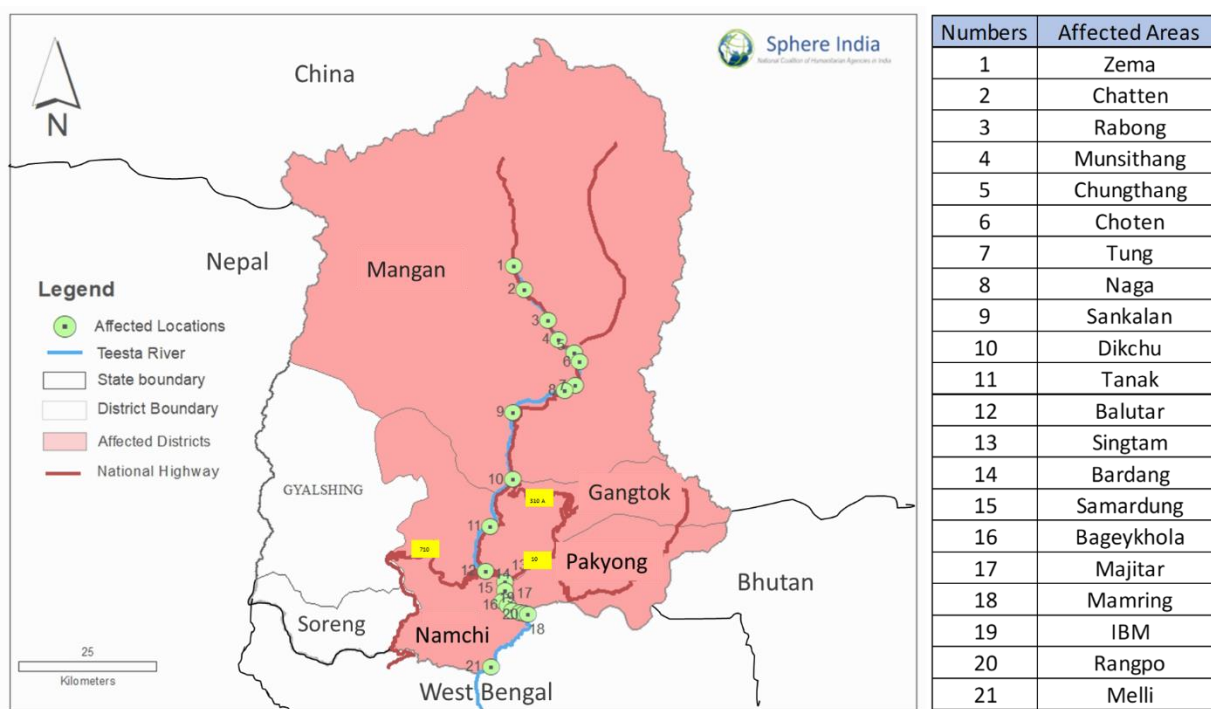 China
Sphere India
National Coalition of Humanitarian Agencies in India
N
Nepal
Mangan
Legend
Affected Locations
Teesta River
State boundary
District Boundary
Affected Districts
National Highway
GYALSHING
Gangtok
Pakyong
Bhutan
Soreng
Namchi
West Bengal
25
Kilometers
1
2
3
4
5
6
7
8
9
10
310 A
11
710
10
12
13
14
15
16
17
19
20
18
21
Numbers Affected Areas
1 Zema
2 Chatten
3 Rabong
4 Munsithang
5 Chungthang
6 Choten
7 Tung
8 Naga
9 Sankalan
10 Dikchu
11 Tanak
12 Balutar
13 Singtam
14 Bardang
15 Samardung
16 Bageykhola
17 Majitar
18 Mamring
19 IBM
20 Rangpo
21 Melli